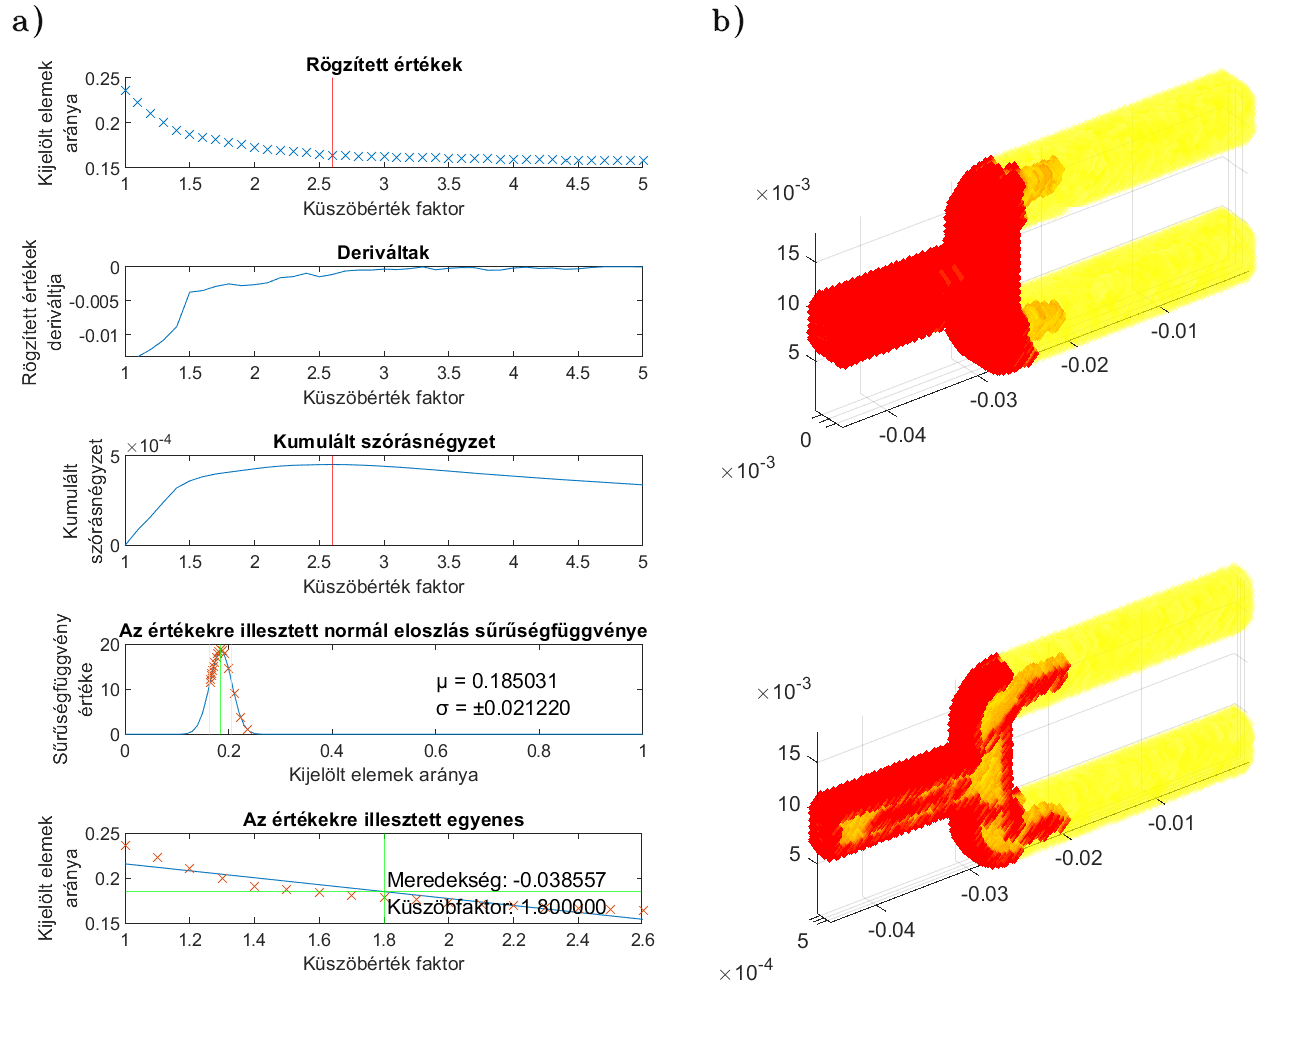 a)
Rögzített értékek
Kijelölt elemek
aránya
0.25
0.2
0.15
1 1.5 2 2.5 3 3.5 4 4.5 5
Küszöbérték faktor
Deriváltak
Rögzített értékek
deriváltja
0
-0.005
-0.01
1 1.5 2 2.5 3 3.5 4 4.5 5
Küszöbérték faktor
Kumulált szórásnégyzet
×10-4
Kumulált
szórásnégyzet
5
0
1 1.5 2 2.5 3 3.5 4 4.5 5
Küszöbérték faktor
Az értékekre illesztett normál eloszlás sűrűségfüggvénye
Sűrűségfüggvény
értéke
20
10
0
μ = 0.185031
σ = ±0.021220
0 0.2 0.4 0.6 0.8 1
Kijelölt elemek aránya
Az értékekre illesztett egyenes
Kijelölt elemek
aránya
0.25
0.2
0.15
Meredekség: -0.038557
Küszöbfaktor: 1.800000
1 1.2 1.4 1.6 1.8 2 2.2 2.4 2.6
Küszöbérték faktor
b)
×10-3
15
10
5
0
-0.04
-0.03
-0.02
-0.01
×10-3
×10-3
15
10
5
5
-0.04
-0.03
-0.02
-0.01
×10-4